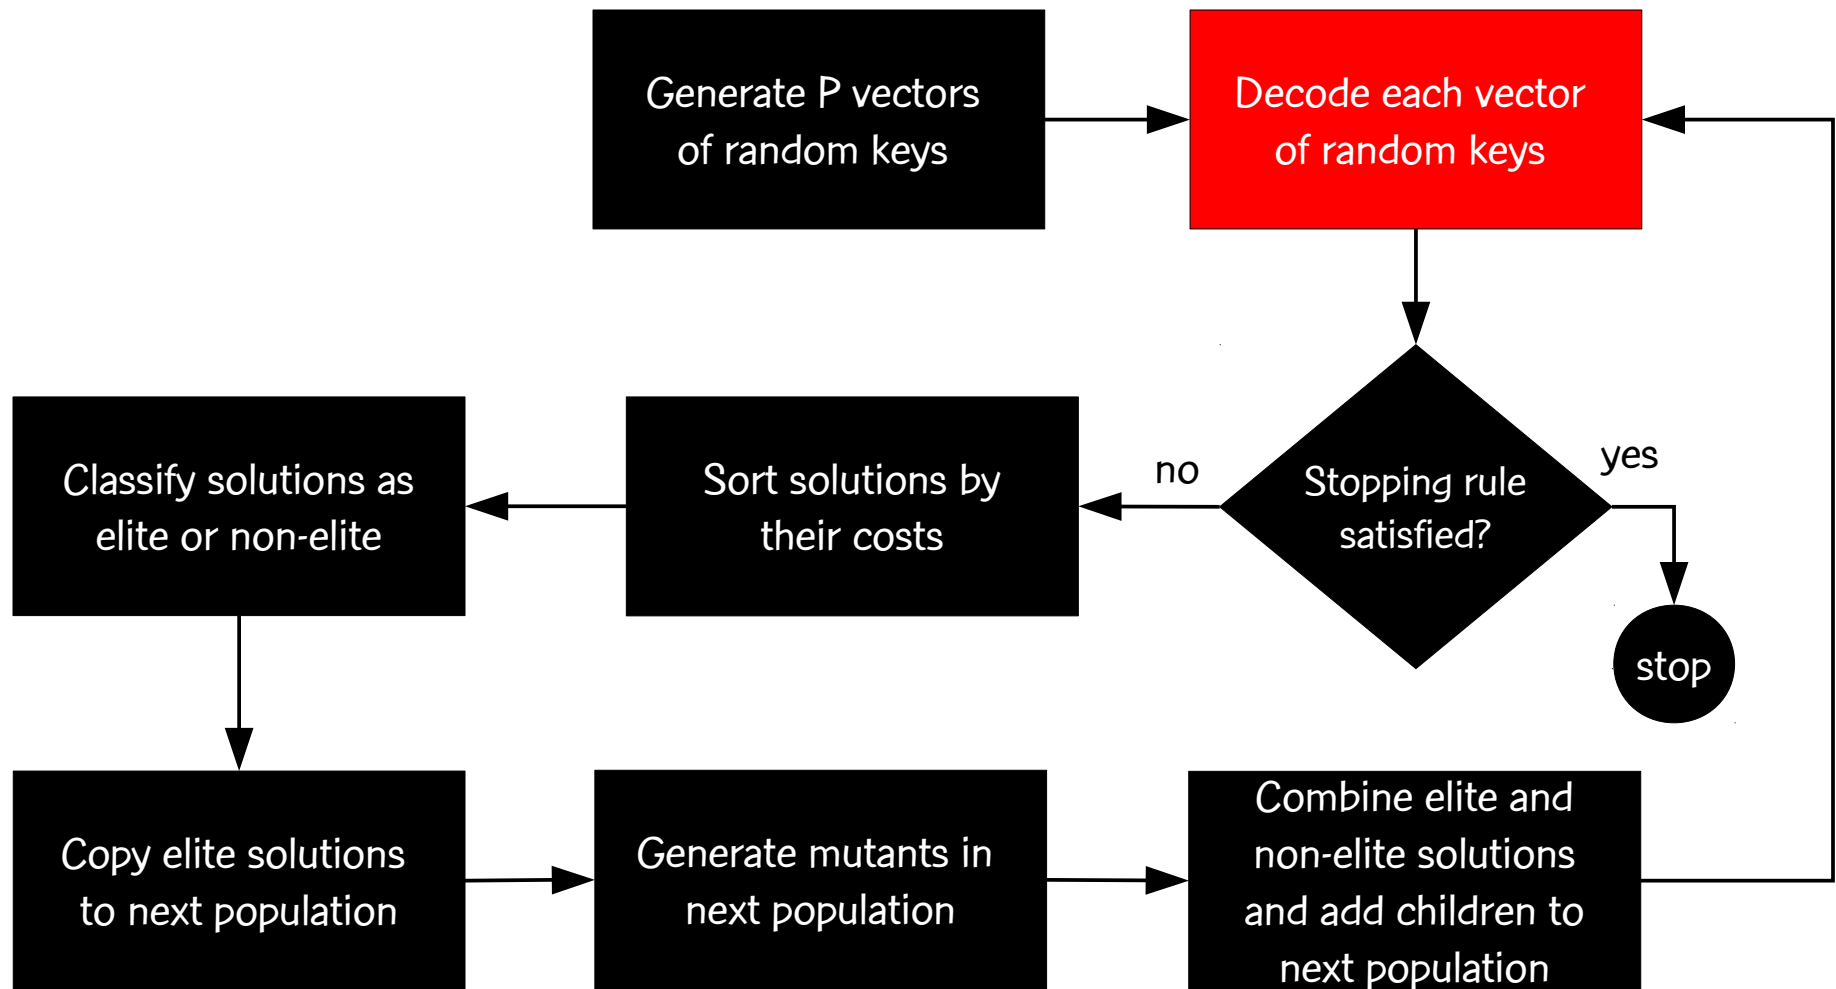 Generate P vectors
of random keys
Decode each vector
of random keys
Classify solutions as
elite or non-elite
Sort solutions by
their costs
no
Stopping rule
satisfied?
yes
stop
Copy elite solutions
to next population
Generate mutants in
next population
Combine elite and
non-elite solutions
and add children to
next population